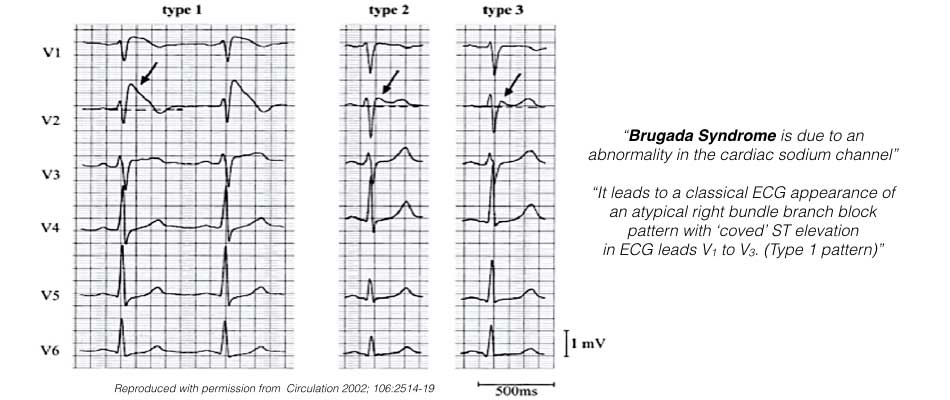 type 1
type 2
type 3
V1
V2
V3
V4
V5
V6
“Brugada Syndrome is due to an
abnormality in the cardiac sodium channel”
“It leads to a classical ECG appearance of
an atypical right bundle branch block
pattern with ‘coved’ ST elevation
in ECG leads V₁ to V₃. (Type 1 pattern)”
1 mV
500ms
Reproduced with permission from Circulation 2002; 106:2514-19